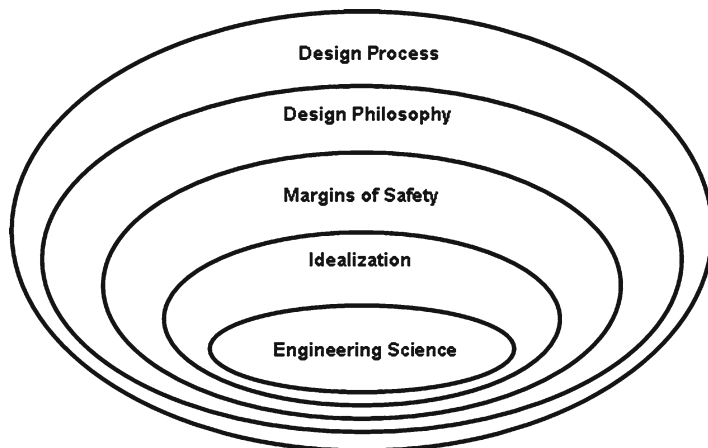 Design Process
Design Philosophy
Margins of Safety
Idealization
Engineering Science